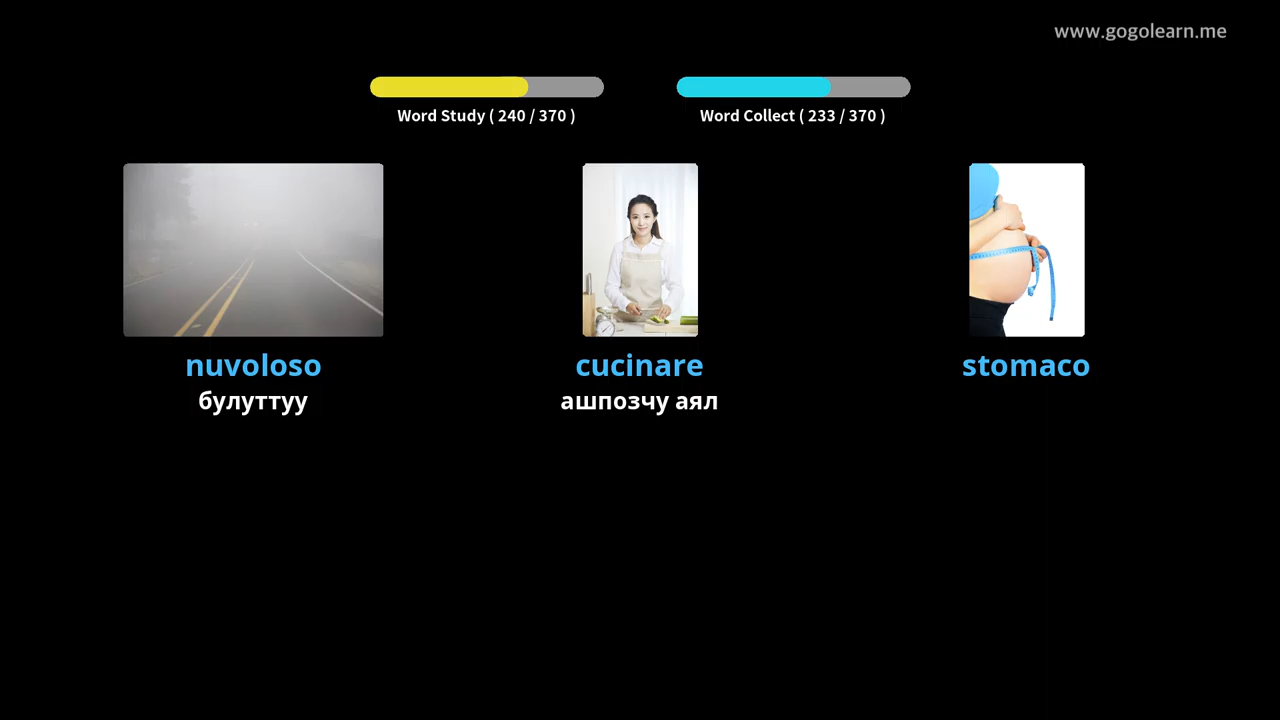 www.gogolearn.me
Word Study ( 240 / 370 )
Word Collect ( 233 / 370 )
nuvoloso
cucinare
stomaco
булуттуу
ашпозчу аял